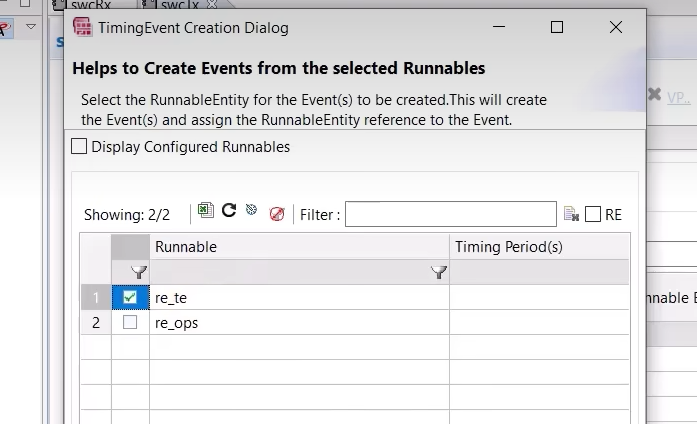 swcRx
swcTx
TimingEvent Creation Dialog
Helps to Create Events from the selected Runnables
Select the RunnableEntity for the Event(s) to be created.This will create
the Event(s) and assign the RunnableEntity reference to the Event.
VP..
Display Configured Runnables
Showing: 2/2
Filter :
RE
Runnable
Timing Period(s)
1
re_te
nnable E
2
re_ops